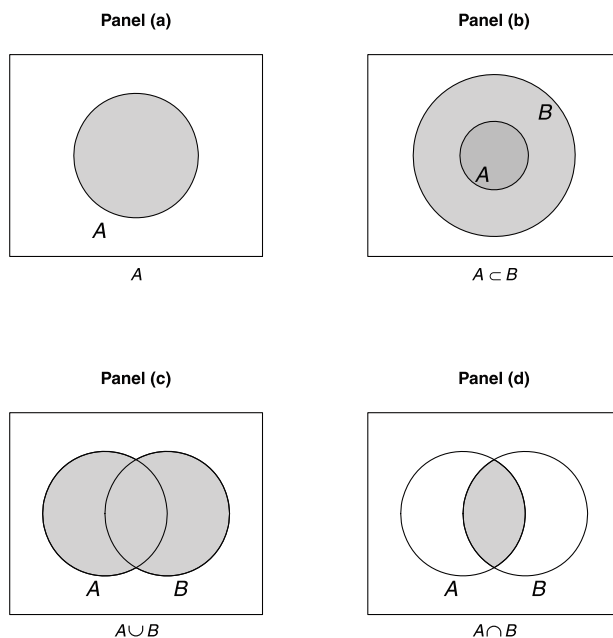 Panel (a)
A
A
Panel (b)
B
A
A ⊂ B
Panel (c)
A B
A ∪ B
Panel (d)
A B
A ∩ B